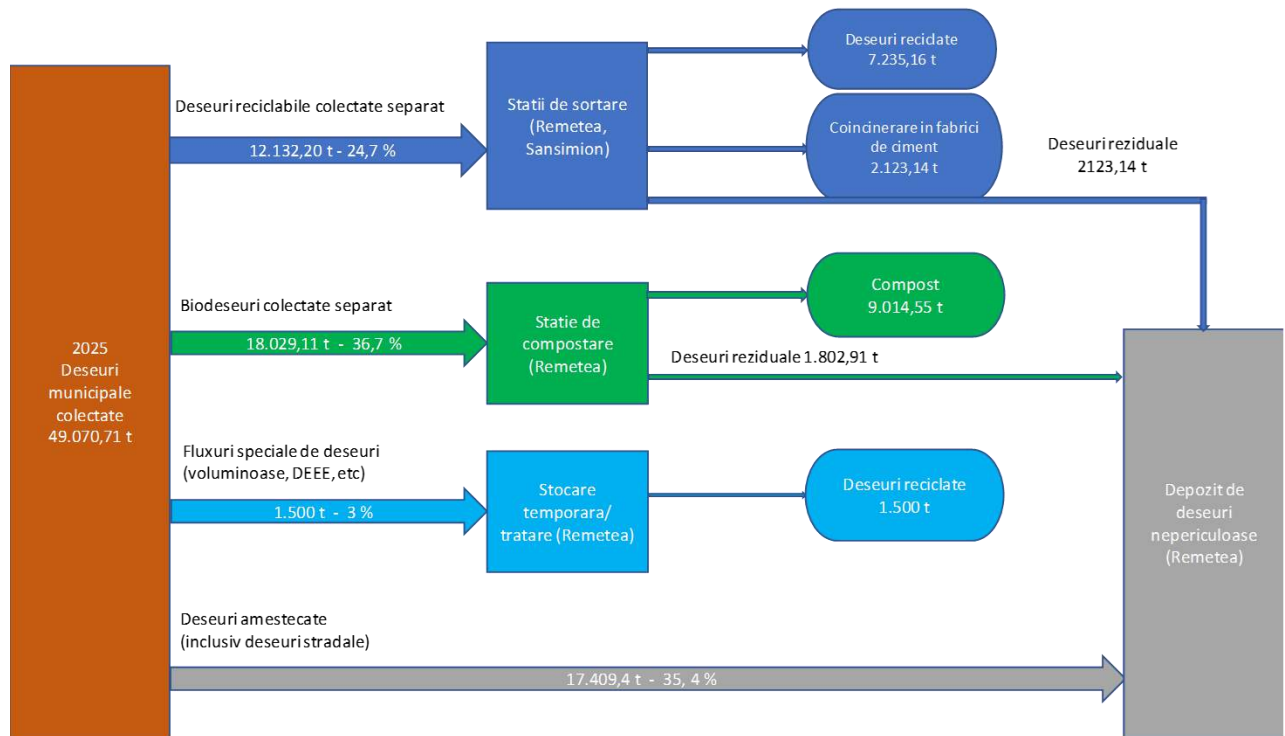 2025
Deseuri
municipale
colectate
49.070,71 t
Deseuri reciclabile colectate separat
12.132,20 t - 24,7 %
Statii de sortare
(Remetea,
Sansimion)
Deseuri reciclate
7.235,16 t
Coincinerare in fabrici
de ciment
2.123,14 t
Deseuri reziduale
2123,14 t
Biodeseuri colectate separat
18.029,11 t - 36,7 %
Statie de
compostare
(Remetea)
Compost
9.014,55 t
Deseuri reziduale 1.802,91 t
Fluxuri speciale de deseuri
(voluminoase, DEEE, etc)
1.500 t - 3 %
Stocare
temporara/
tratare (Remetea)
Deseuri reciclate
1.500 t
Deseuri amestecate
(inclusiv deseuri stradale)
17.409,4 t - 35, 4 %
Depozit de
deseuri
nepericuloase
(Remetea)